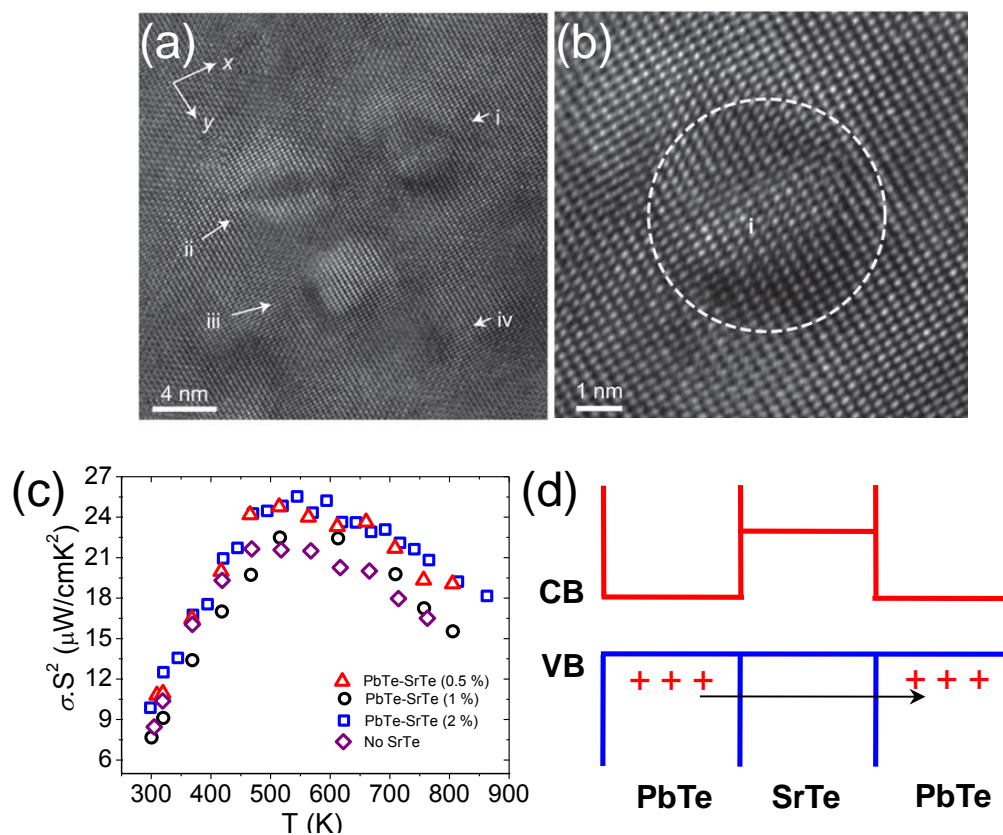 (a)
x
y
i
ii
iii
iv
4 nm
(b)
i
1 nm
(c)
27
24
21
18
15
12
9
6
σ.S² (μW/cmK²)
PbTe-SrTe (0.5 %)
PbTe-SrTe (1 %)
PbTe-SrTe (2 %)
No SrTe
300 400 500 600 700 800 900
T (K)
(d)
CB
VB
+ + +
+ + +
PbTe SrTe PbTe